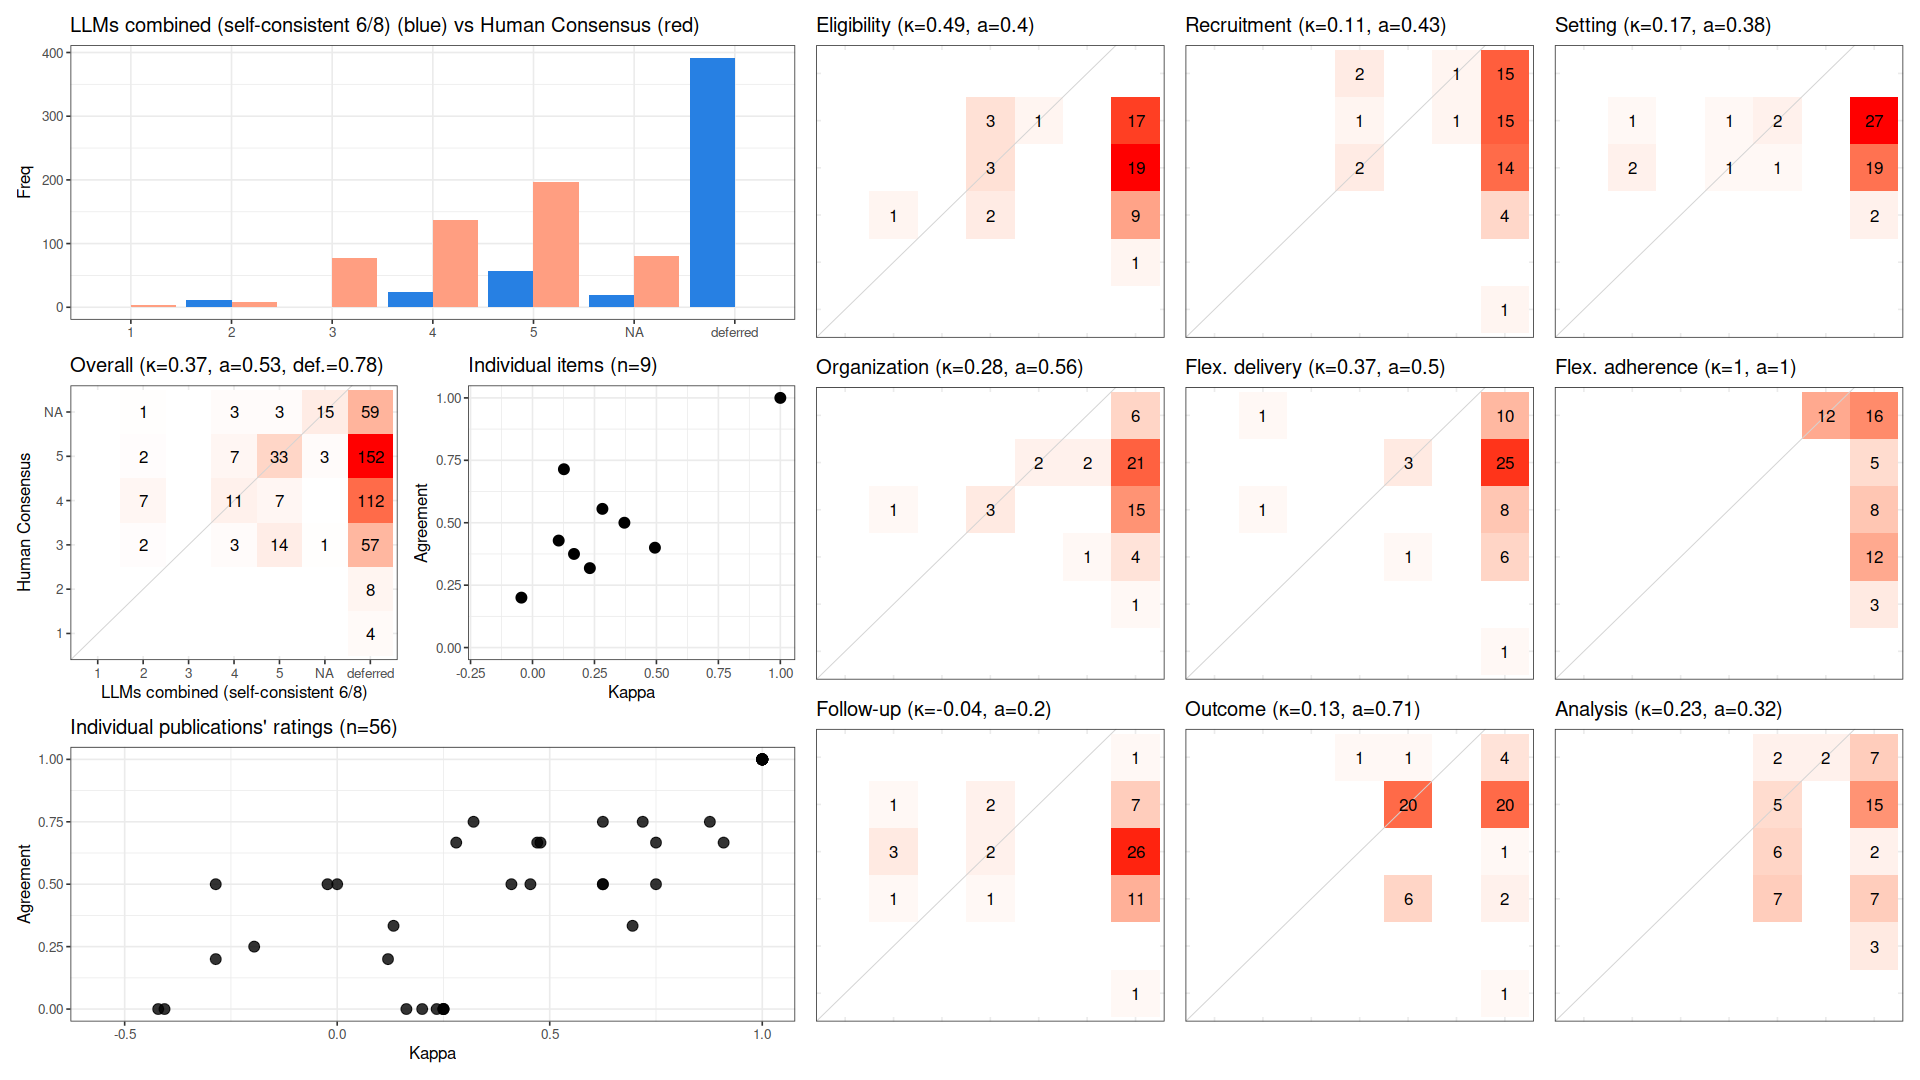 LLMs combined (self-consistent 6/8) (blue) vs Human Consensus (red)
Freq
400
300
200
100
0
1 2 3 4 5 NA deferred
Overall (κ=0.37, a=0.53, def.=0.78)
Human Consensus
NA 1 3 3 15 59
5 2 7 33 3 152
4 7 11 7 112
3 2 3 14 1 57
2 8
1 4
1 2 3 4 5 NA deferred
LLMs combined (self-consistent 6/8)
Individual items (n=9)
Agreement
1.00
0.75
0.50
0.25
0.00
-0.25 0.00 0.25 0.50 0.75 1.00
Kappa
Individual publications' ratings (n=56)
Agreement
1.00
0.75
0.50
0.25
0.00
-0.5 0.0 0.5 1.0
Kappa
Eligibility (κ=0.49, a=0.4)
3 1 17
3 19
1 2 9
1
Recruitment (κ=0.11, a=0.43)
2 1 15
1 1 15
2 14
4
1
Setting (κ=0.17, a=0.38)
1 1 2 27
2 1 1 19
2
Organization (κ=0.28, a=0.56)
6
2 2 21
1 3 15
1 4
1
Flex. delivery (κ=0.37, a=0.5)
1 10
3 25
1 8
1 6
1
Flex. adherence (κ=1, a=1)
12 16
5
8
12
3
Follow-up (κ=-0.04, a=0.2)
1
1 2 7
3 2 26
1 1 11
1
Outcome (κ=0.13, a=0.71)
1 1 4
20 20
1
6 2
1
Analysis (κ=0.23, a=0.32)
2 2 7
5 15
6 2
7 7
3